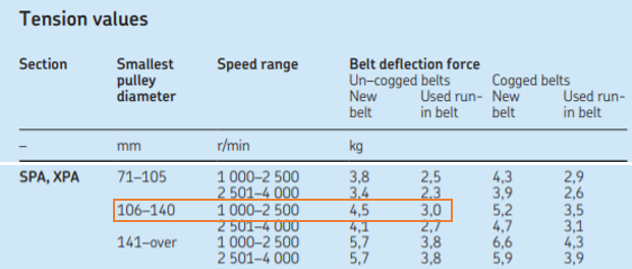 Tension values
Section Smallest pulley diameter Speed range Belt deflection force
Un–cogged belts Cogged belts
New belt Used run-in belt New belt Used run-in belt
– mm r/min kg
SPA, XPA 71–105 1 000–2 500 3,8 2,5 4,3 2,9
2 501–4 000 3,4 2,3 3,9 2,6
106–140 1 000–2 500 4,5 3,0 5,2 3,5
2 501–4 000 4,1 2,7 4,7 3,1
141–over 1 000–2 500 5,7 3,8 6,6 4,3
2 501–4 000 5,7 3,8 5,9 3,9